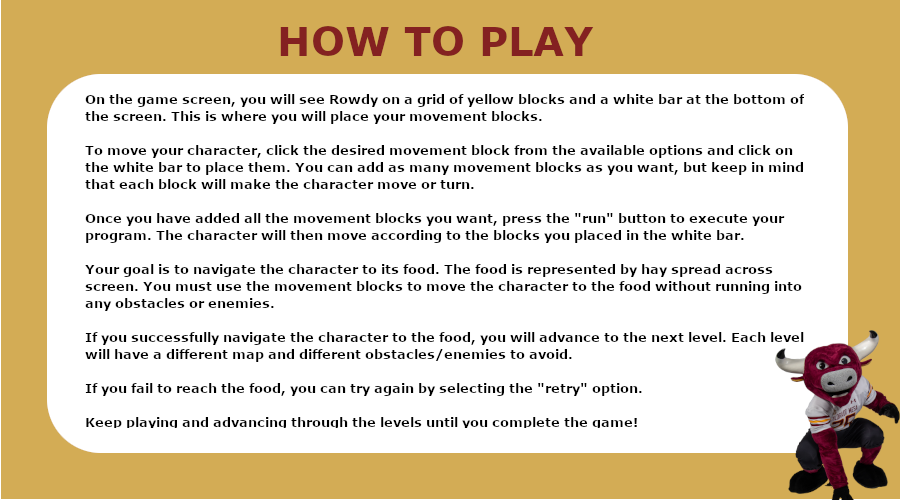 HOW TO PLAY
On the game screen, you will see Rowdy on a grid of yellow blocks and a white bar at the bottom of
the screen. This is where you will place your movement blocks.
To move your character, click the desired movement block from the available options and click on
the white bar to place them. You can add as many movement blocks as you want, but keep in mind
that each block will make the character move or turn.
Once you have added all the movement blocks you want, press the "run" button to execute your
program. The character will then move according to the blocks you placed in the white bar.
Your goal is to navigate the character to its food. The food is represented by hay spread across
screen. You must use the movement blocks to move the character to the food without running into
any obstacles or enemies.
If you successfully navigate the character to the food, you will advance to the next level. Each level
will have a different map and different obstacles/enemies to avoid.
If you fail to reach the food, you can try again by selecting the "retry" option.
Keep playing and advancing through the levels until you complete the game!